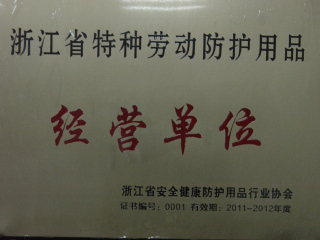 浙江省特种劳动防护用品
经营单位
浙江省安全健康防护用品行业协会
证书编号：0001 有效期：2011-2012年度